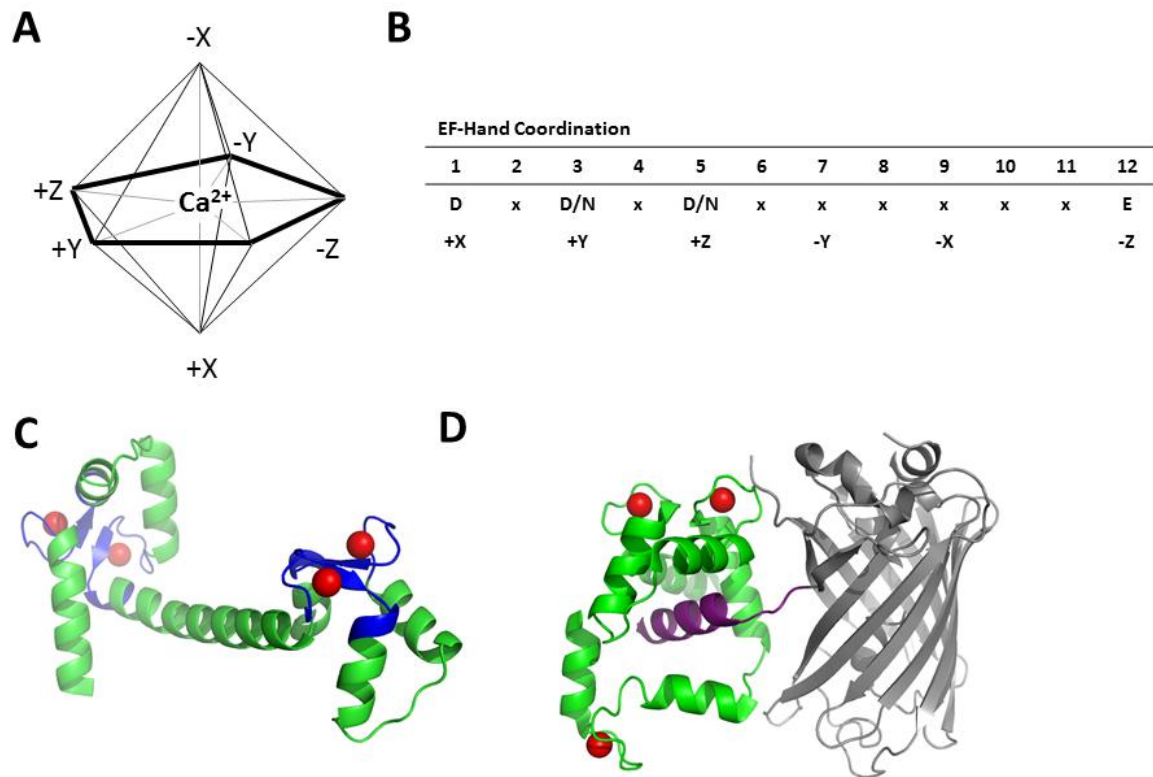 A
B
-X
-Y
+Z
Ca2+
+Y
-Z
+X
EF-Hand Coordination
1 2 3 4 5 6 7 8 9 10 11 12
D x D/N x D/N x x x x x x E
+X +Y +Z -Y -X -Z
C
D